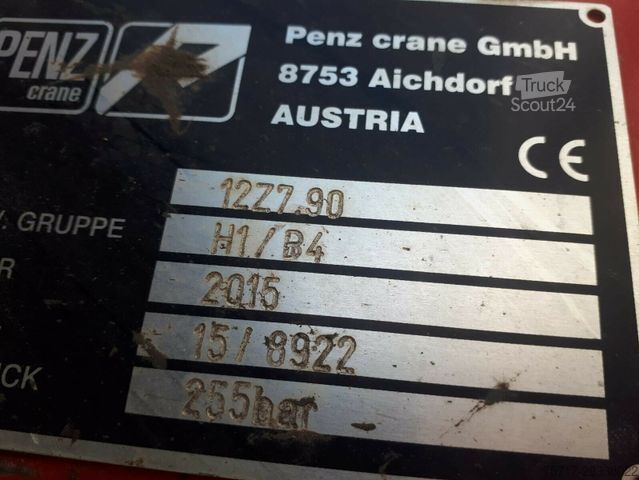 PENZ
crane
Penz crane GmbH
8753 Aichdorf
AUSTRIA
Truck
Scout24
CE
12Z7.90
GRUPPE H1/B4
2015
15/8922
255bar